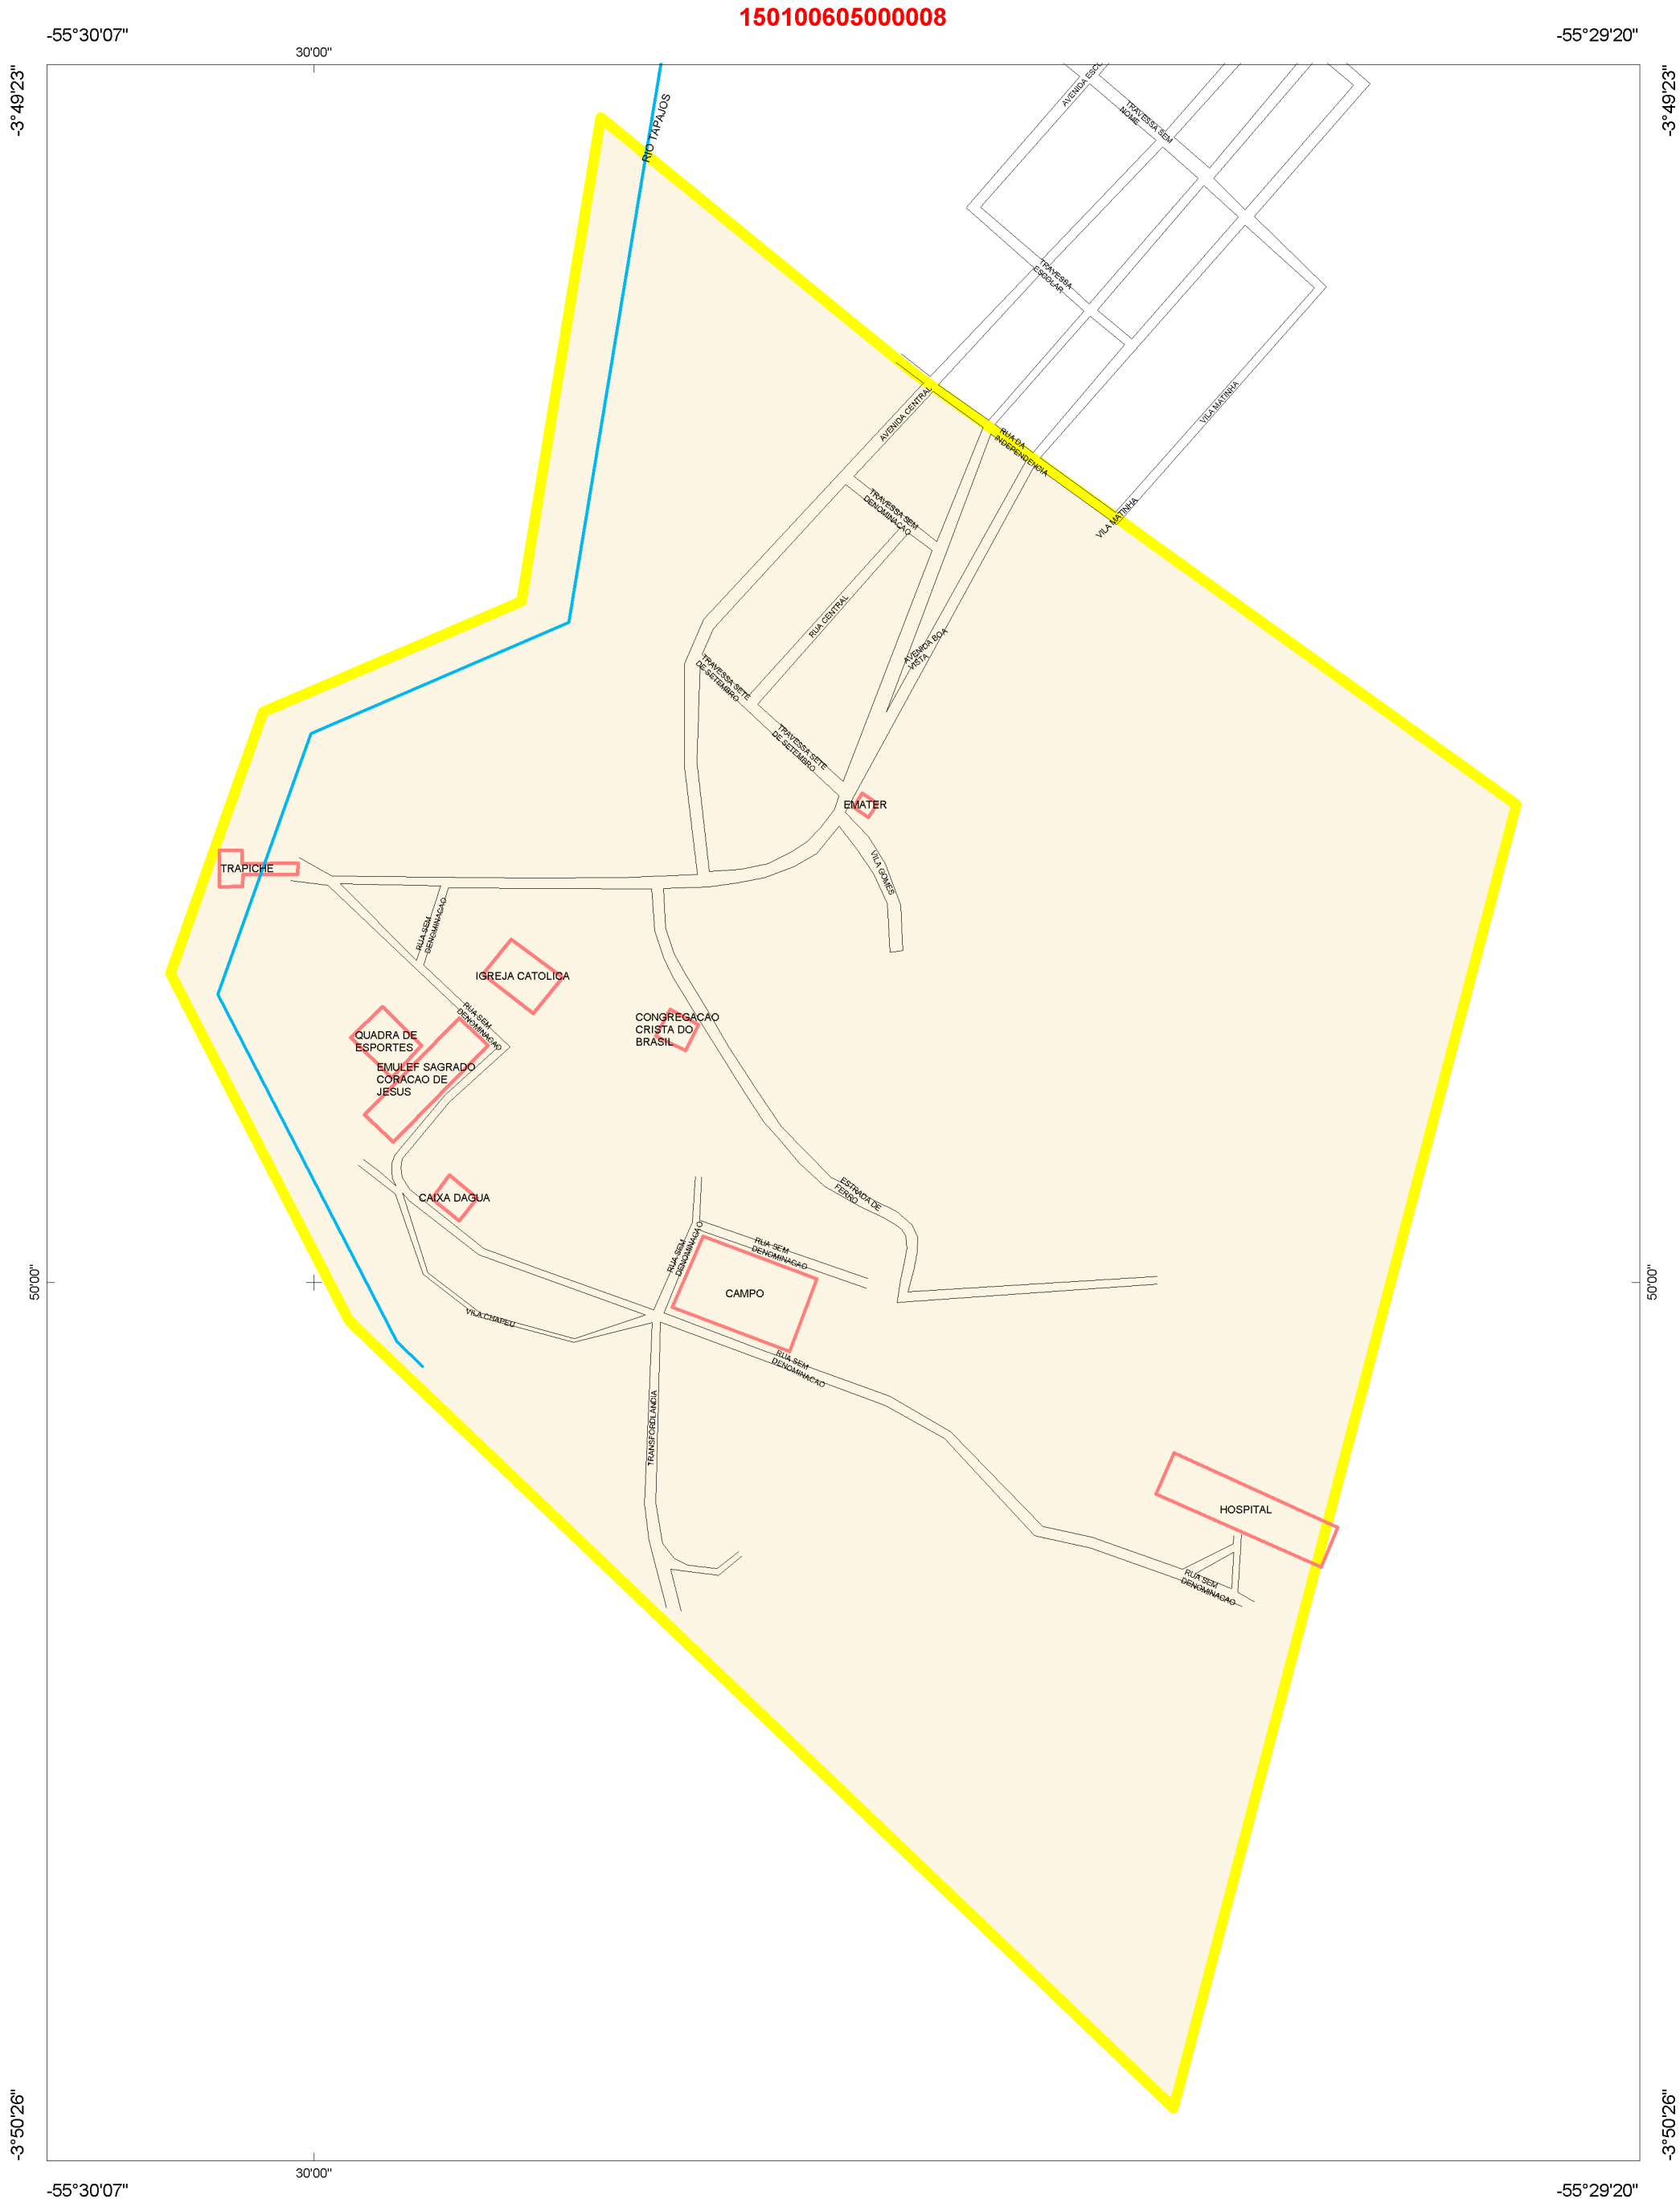 150100605000008
-55°30'07"
-55°29'20"
30'00"
-3°49'23"
-3°49'23"
RIO TAPAJOS
TRAVESSA SEM
NOME
TRAVESSA
ESCOLAR
AVENIDA CENTRAL
VILA MATINHA
RUA DA
INDEPENDENCIA
VILA MATINHA
TRAVESSA SEM
DENOMINACAO
RUA CENTRAL
AVENIDA BOA
VISTA
TRAVESSA SETE
DE SETEMBRO
TRAVESSA SETE
DE SETEMBRO
EMATER
TRAPICHE
VILA GOMES
RUA SEM
DENOMINACAO
IGREJA CATOLICA
RUA SEM
DENOMINACAO
QUADRA DE
ESPORTES
CONGREGACAO
CRISTA DO
BRASIL
EMULEF SAGRADO
CORACAO DE
JESUS
CAIXA DAGUA
ESTRADA DE
FERRO
RUA SEM
DENOMINACAO
RUA SEM
DENOMINACAO
50'00"
50'00"
CAMPO
VILA CHAPEU
RUA SEM
DENOMINACAO
TRANSFORDLANDIA
HOSPITAL
RUA SEM
DENOMINACAO
-3°50'26"
-3°50'26"
30'00"
-55°30'07"
-55°29'20"